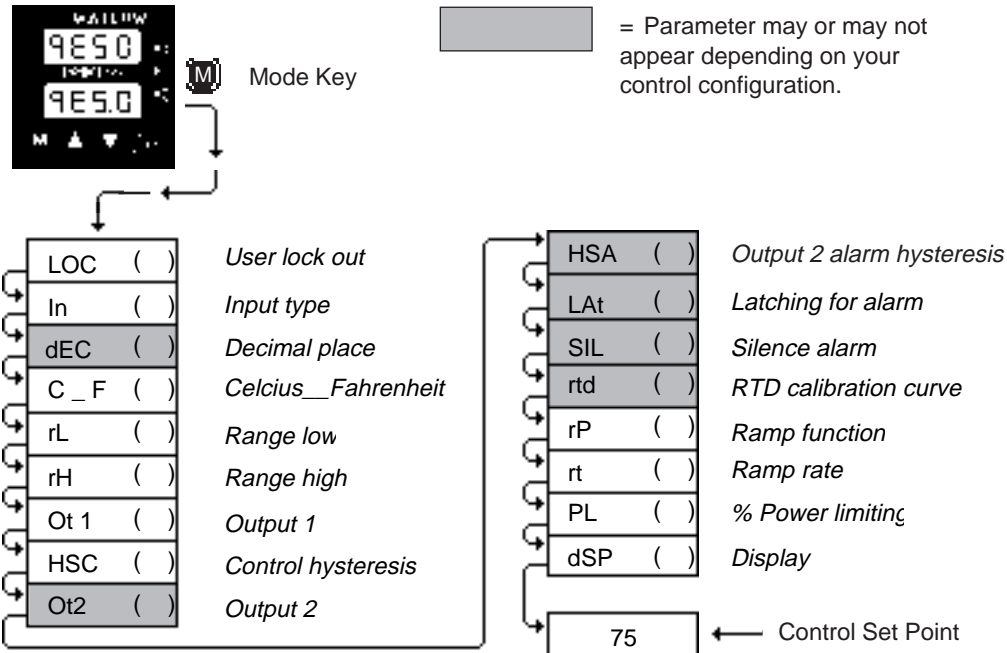 WATLOW
= Parameter may or may not
appear depending on your
control configuration.
M Mode Key
M
LOC ( ) User lock out
In ( ) Input type
dEC ( ) Decimal place
C _ F ( ) Celcius__Fahrenheit
rL ( ) Range low
rH ( ) Range high
Ot 1 ( ) Output 1
HSC ( ) Control hysteresis
Ot2 ( ) Output 2
HSA ( ) Output 2 alarm hysteresis
LAt ( ) Latching for alarm
SIL ( ) Silence alarm
rtd ( ) RTD calibration curve
rP ( ) Ramp function
rt ( ) Ramp rate
PL ( ) % Power limiting
dSP ( ) Display
75 Control Set Point